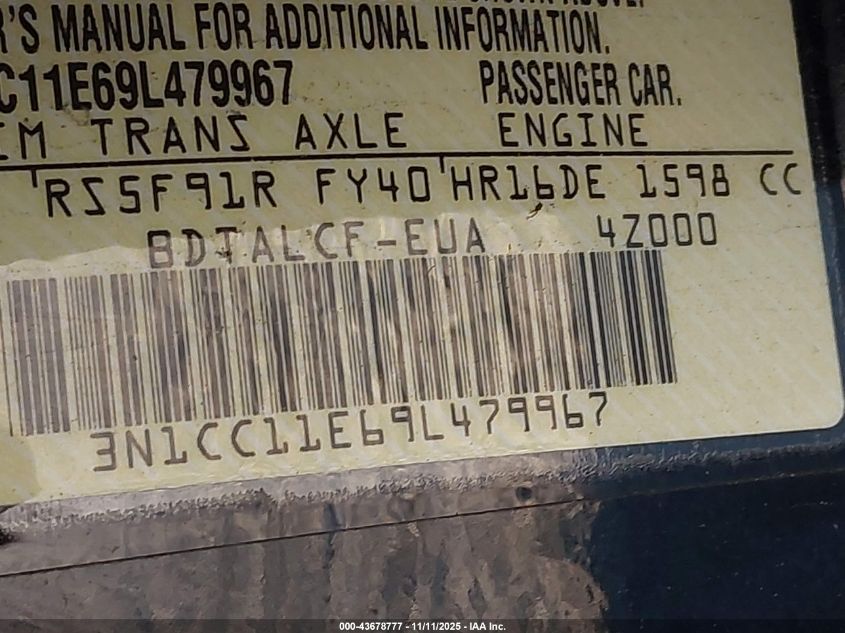 R'S MANUAL FOR ADDITIONAL INFORMATION.
C11E69L479967 PASSENGER CAR.
IM TRANS AXLE ENGINE
RS5F91R FY40 HR16DE 1598 CC
BDTALCF-EUA 4Z000
3N1CC11E69L479967
000-43678777 - 11/11/2025 - IAA Inc.